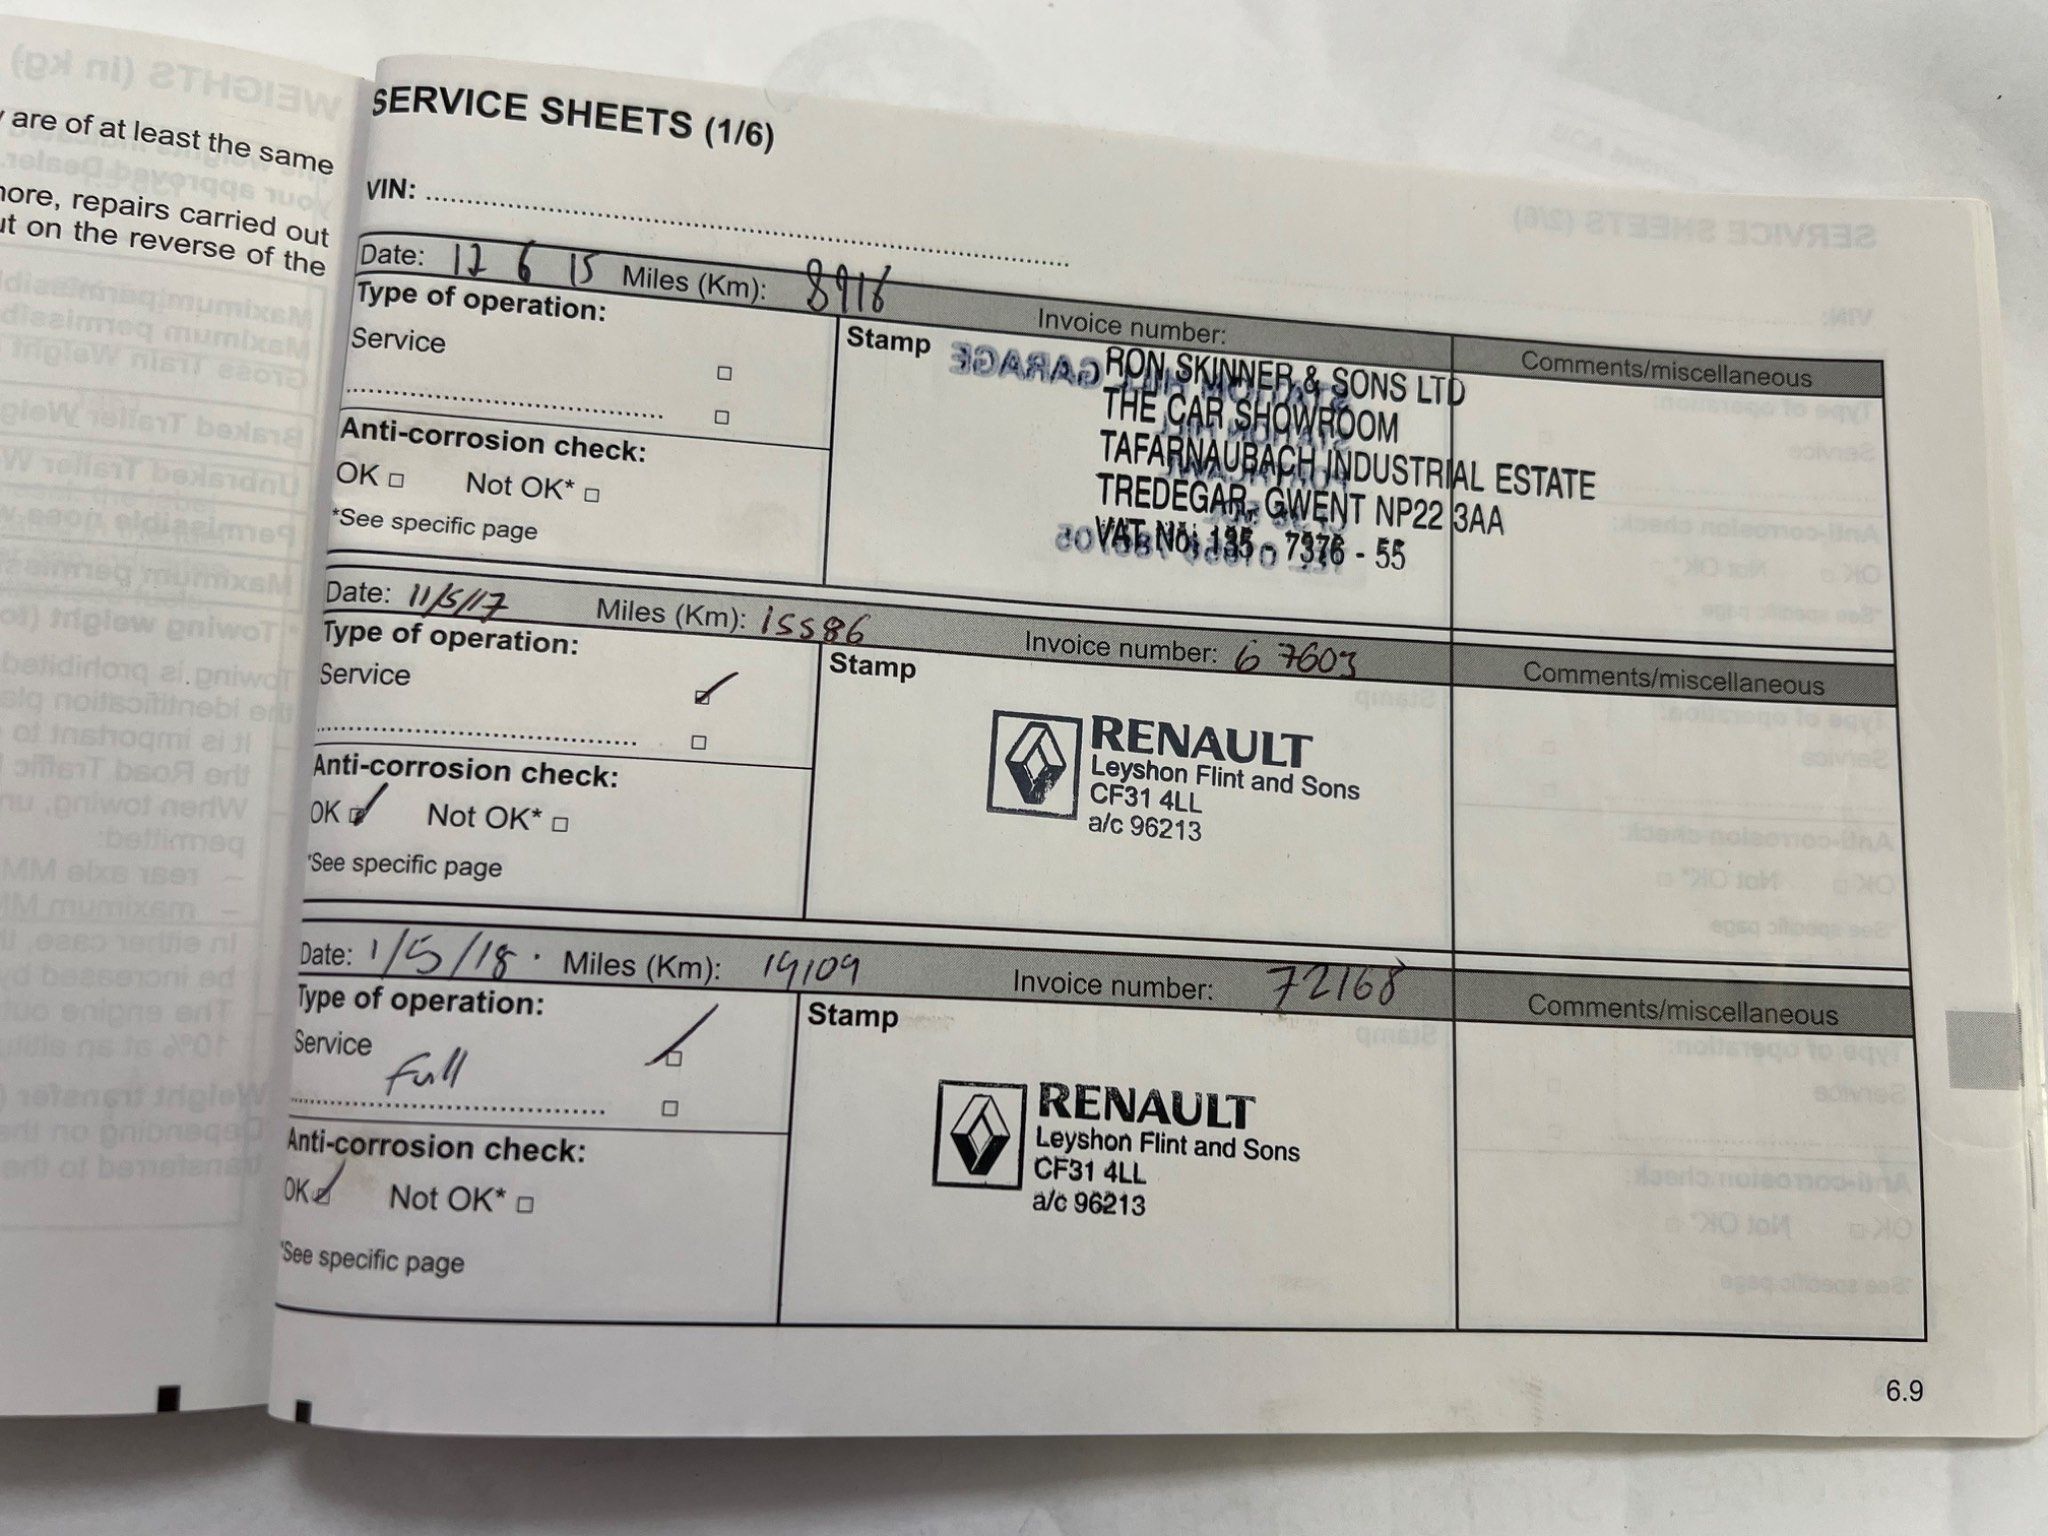 y are of at least the same
more, repairs carried out
ut on the reverse of the
SERVICE SHEETS (1/6)
VIN:
Date: 12 6 15 Miles (Km): 8916 Invoice number: Comments/miscellaneous
Type of operation:
Service
Anti-corrosion check:
OK Not OK*
*See specific page
Stamp
RON SKINNER & SONS LTD
THE CAR SHOWROOM
TAFARNAUBACH INDUSTRIAL ESTATE
TREDEGAR, GWENT NP22 3AA
VAT No: 135 - 7376 - 55
Date: 11/5/17 Miles (Km): 15586 Invoice number: 67603 Comments/miscellaneous
Type of operation:
Service
Anti-corrosion check:
OK Not OK*
*See specific page
Stamp
RENAULT
Leyshon Flint and Sons
CF31 4LL
a/c 96213
Date: 1/5/18 Miles (Km): 19109 Invoice number: 72168 Comments/miscellaneous
Type of operation:
Service
Full
Anti-corrosion check:
OK Not OK*
*See specific page
Stamp
RENAULT
Leyshon Flint and Sons
CF31 4LL
a/c 96213
6.9